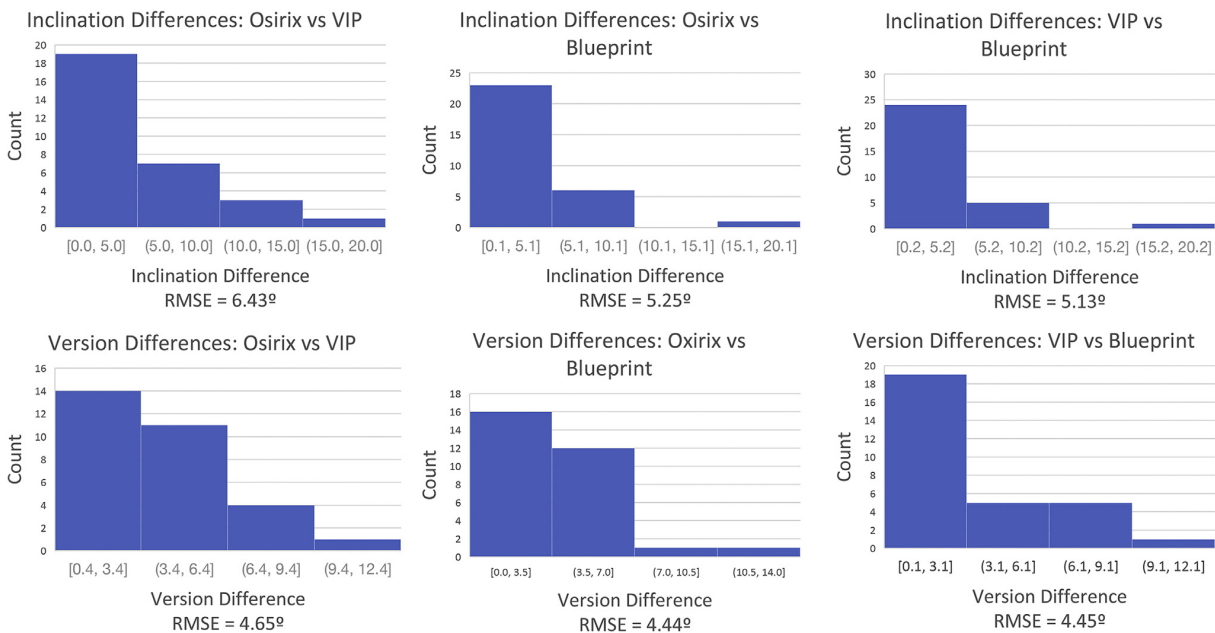 Inclination Differences: Osirix vs VIP
20
18
16
14
12
10
8
6
4
2
0
Count
[0.0, 5.0]
(5.0, 10.0]
(10.0, 15.0]
(15.0, 20.0]
Inclination Difference
RMSE = 6.43º
Inclination Differences: Osirix vs
Blueprint
25
20
15
10
5
0
Count
[0.1, 5.1]
(5.1, 10.1]
(10.1, 15.1]
(15.1, 20.1]
Inclination Difference
RMSE = 5.25º
Inclination Differences: VIP vs
Blueprint
30
25
20
15
10
5
0
Count
[0.2, 5.2]
(5.2, 10.2]
(10.2, 15.2]
(15.2, 20.2]
Inclination Difference
RMSE = 5.13º
Version Differences: Osirix vs VIP
16
14
12
10
8
6
4
2
0
Count
[0.4, 3.4]
(3.4, 6.4]
(6.4, 9.4]
(9.4, 12.4]
Version Difference
RMSE = 4.65º
Version Differences: Oxirix vs
Blueprint
18
16
14
12
10
8
6
4
2
0
Count
[0.0, 3.5]
(3.5, 7.0]
(7.0, 10.5]
(10.5, 14.0]
Version Difference
RMSE = 4.44º
Version Differences: VIP vs Blueprint
20
18
16
14
12
10
8
6
4
2
0
Count
[0.1, 3.1]
(3.1, 6.1]
(6.1, 9.1]
(9.1, 12.1]
Version Difference
RMSE = 4.45º